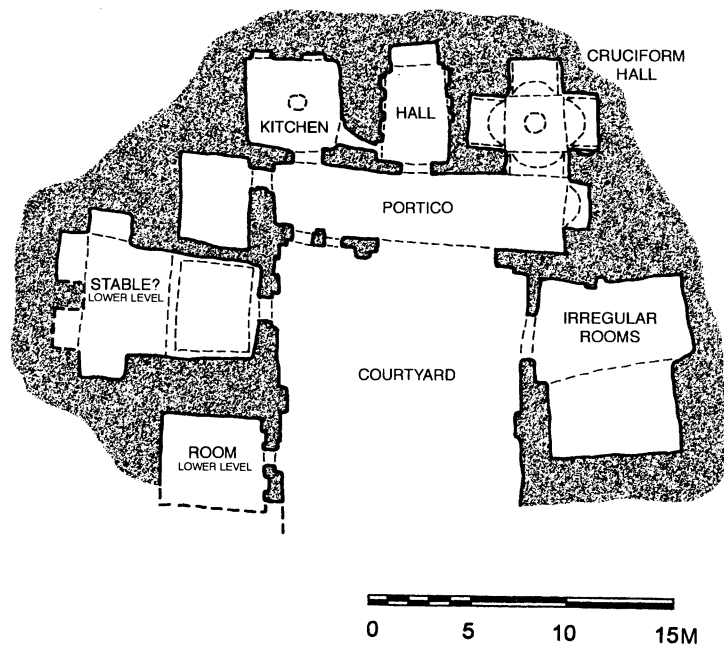 CRUCIFORM
HALL
HALL
KITCHEN
PORTICO
STABLE?
LOWER LEVEL
IRREGULAR
ROOMS
COURTYARD
ROOM
LOWER LEVEL
0 5 10 15M